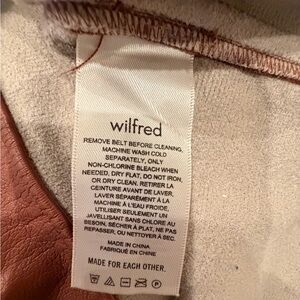 wilfred
REMOVE BELT BEFORE CLEANING.
MACHINE WASH COLD
SEPARATELY, ONLY
NON-CHLORINE BLEACH WHEN
NEEDED, DRY FLAT, DO NOT IRON
OR DRY CLEAN. RETIRER LA
CEINTURE AVANT DE LAVER.
LAVER SÉPARÉMENT À LA
MACHINE À L'EAU FROIDE,
UTILISER SEULEMENT UN
JAVELLISANT SANS CHLORE AU
BESOIN, SÉCHER À PLAT, NE PAS
REPASSER, OU NETTOYER À SEC.
MADE IN CHINA
FABRIQUÉ EN CHINE
MADE FOR EACH OTHER.